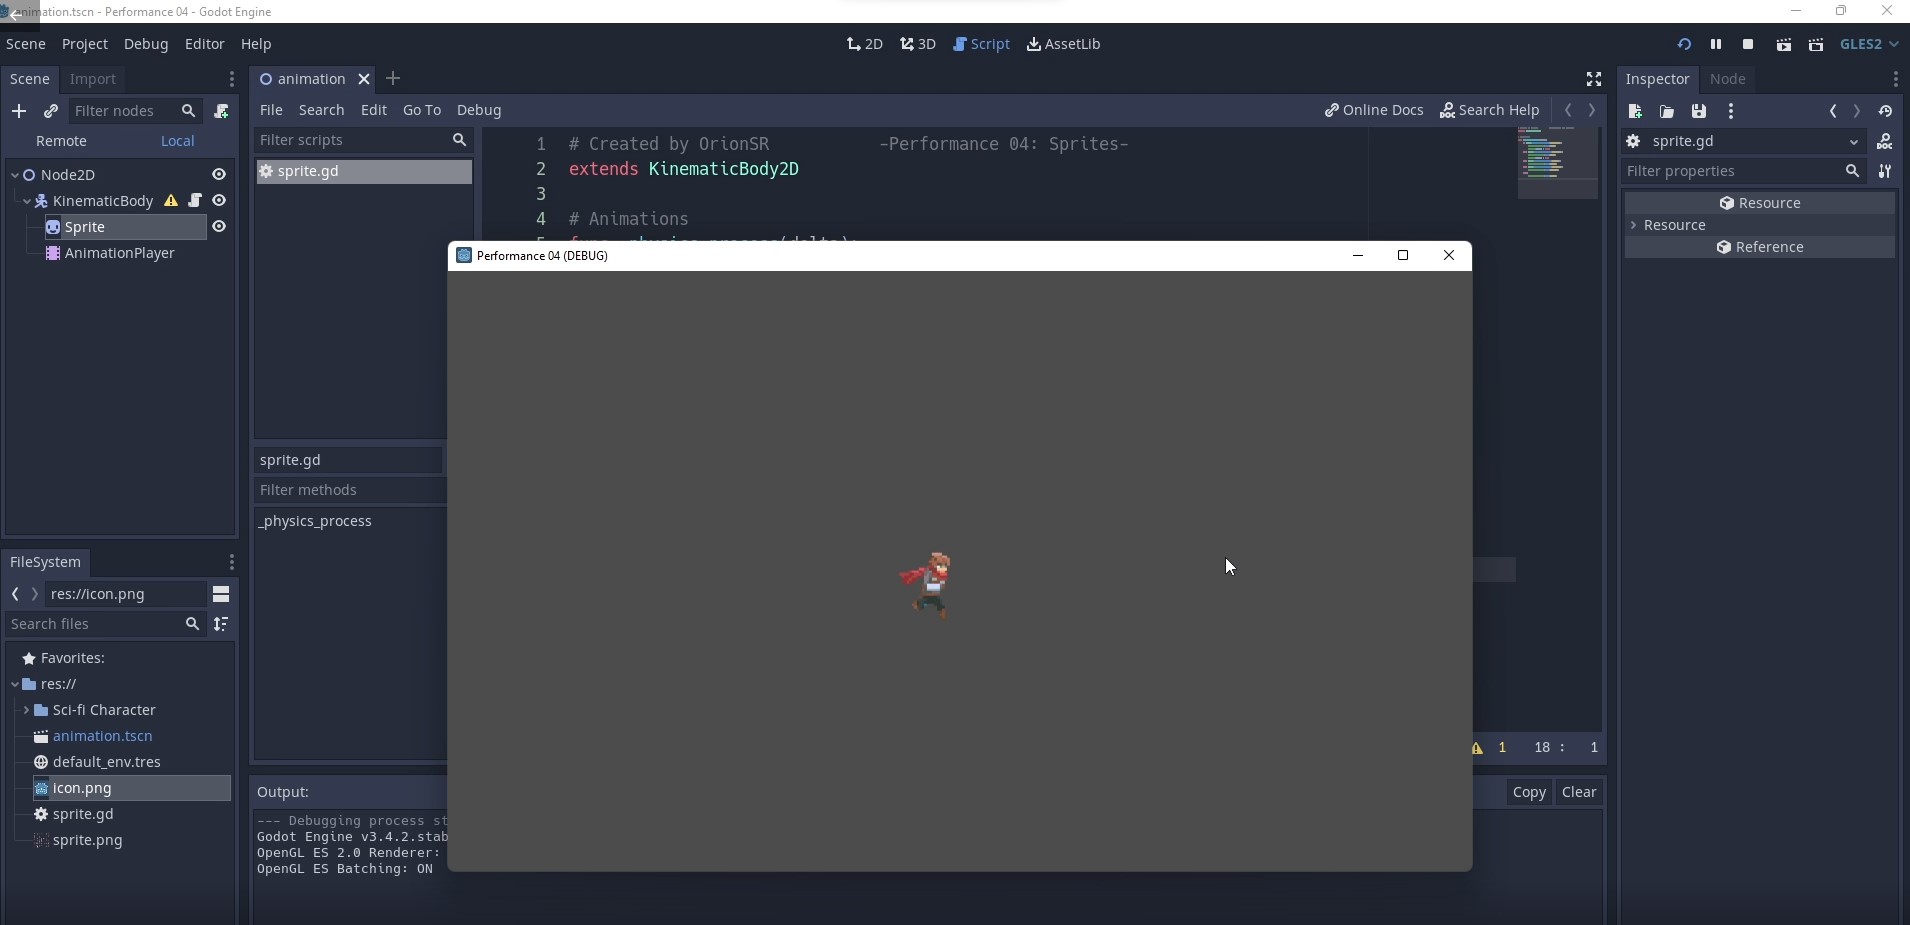 animation.tscn - Performance 04 - Godot Engine
Scene Project Debug Editor Help
2D 3D Script AssetLib
GLES2
Scene Import
animation
Inspector Node
Filter nodes
File Search Edit Go To Debug
Online Docs Search Help
Remote Local
Filter scripts
sprite.gd
1 # Created by OrionSR -Performance 04: Sprites-
2 extends KinematicBody2D
3
4 # Animations
5 func _physics_process(delta):
sprite.gd
Filter properties
Resource
Resource
Reference
Node2D
KinematicBody
Sprite
AnimationPlayer
Performance 04 (DEBUG)
sprite.gd
Filter methods
_physics_process
FileSystem
res://icon.png
Search files
Favorites:
res://
Sci-fi Character
animation.tscn
default_env.tres
icon.png
sprite.gd
sprite.png
1 18 : 1
Output:
Copy Clear
--- Debugging process st
Godot Engine v3.4.2.stab
OpenGL ES 2.0 Renderer:
OpenGL ES Batching: ON